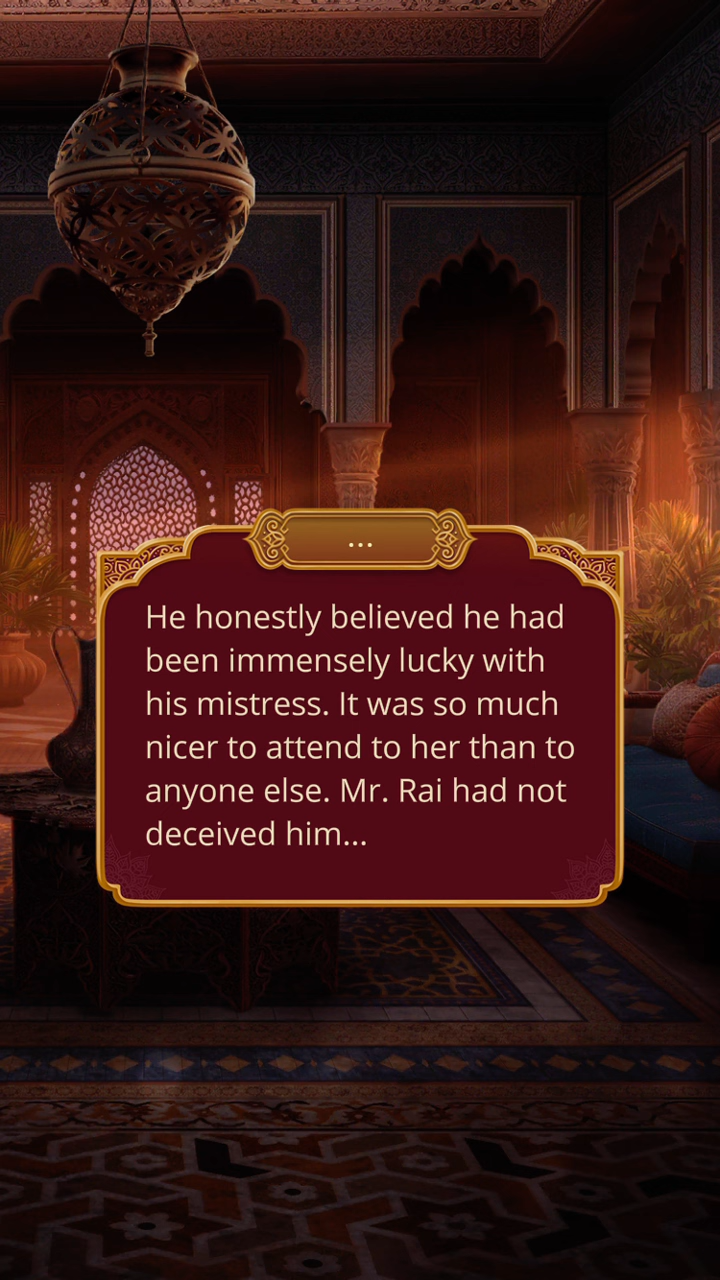 ...
He honestly believed he had
been immensely lucky with
his mistress. It was so much
nicer to attend to her than to
anyone else. Mr. Rai had not
deceived him...